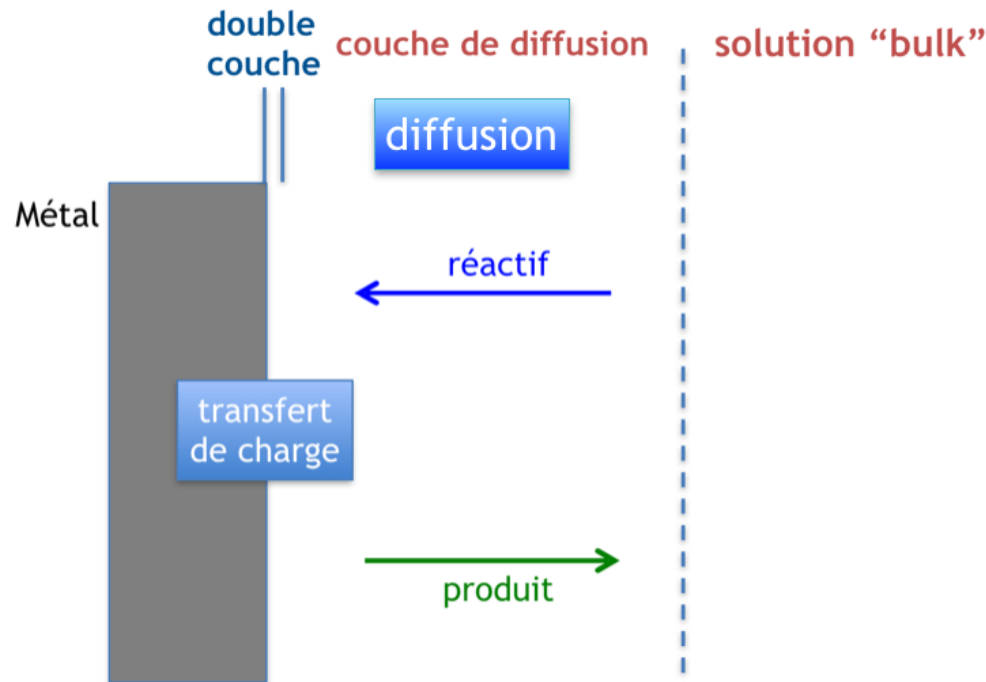 double
couche
couche de diffusion
solution “bulk”
diffusion
Métal
réactif
transfert
de charge
produit